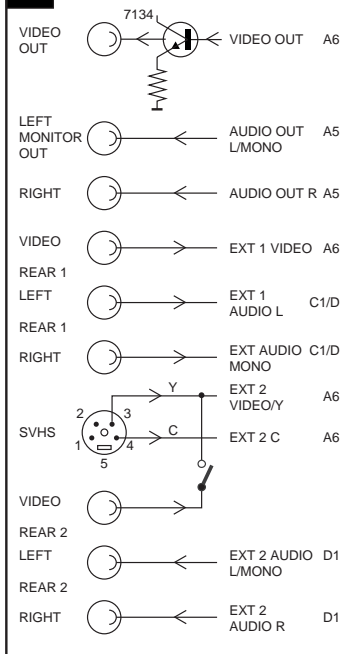 7134
VIDEO OUT
VIDEO OUT A6
LEFT MONITOR OUT
AUDIO OUT L/MONO A5
RIGHT
AUDIO OUT R A5
VIDEO
EXT 1 VIDEO A6
REAR 1
LEFT
EXT 1 AUDIO L C1/D
REAR 1
RIGHT
EXT AUDIO MONO C1/D
Y
EXT 2 VIDEO/Y A6
2 3
SVHS
1 4
5
C
EXT 2 C A6
VIDEO
REAR 2
LEFT
EXT 2 AUDIO L/MONO D1
REAR 2
RIGHT
EXT 2 AUDIO R D1